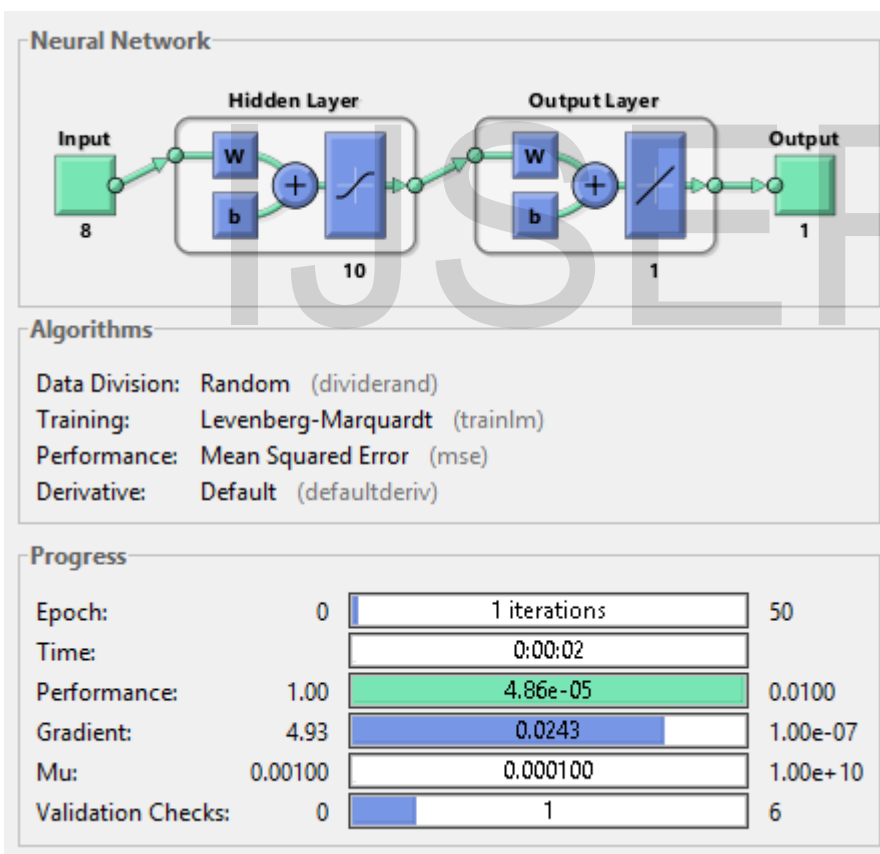 Neural Network
Hidden Layer
Output Layer
Input
Output
W
b
W
b
8
10
1
1
IJSER
Algorithms
Data Division: Random (dividerand)
Training: Levenberg-Marquardt (trainlm)
Performance: Mean Squared Error (mse)
Derivative: Default (defaultderiv)
Progress
Epoch: 0 1 iterations 50
Time: 0:00:02
Performance: 1.00 4.86e-05 0.0100
Gradient: 4.93 0.0243 1.00e-07
Mu: 0.00100 0.000100 1.00e+10
Validation Checks: 0 1 6